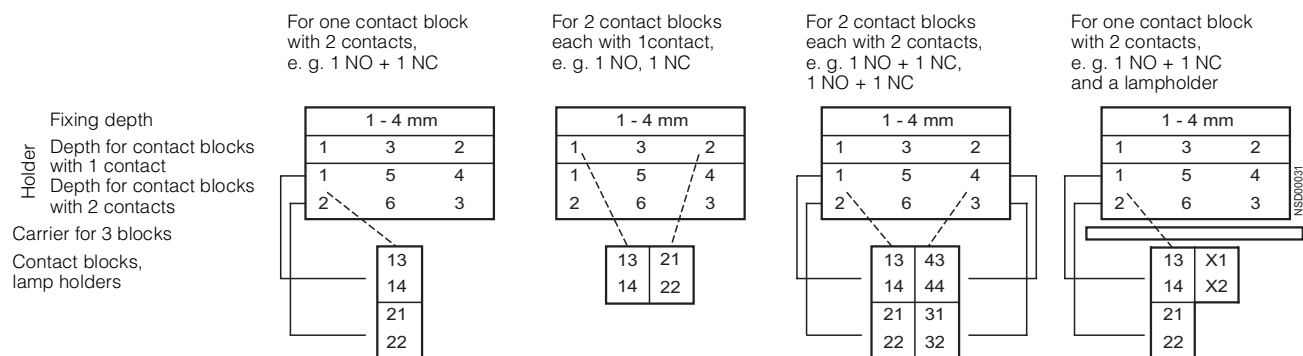 For one contact block
with 2 contacts,
e. g. 1 NO + 1 NC
For 2 contact blocks
each with 1contact,
e. g. 1 NO, 1 NC
For 2 contact blocks
each with 2 contacts,
e. g. 1 NO + 1 NC,
1 NO + 1 NC
For one contact block
with 2 contacts,
e. g. 1 NO + 1 NC
and a lampholder
Holder
Fixing depth
Depth for contact blocks
with 1 contact
Depth for contact blocks
with 2 contacts
Carrier for 3 blocks
Contact blocks,
lamp holders
1 - 4 mm
1 3 2
1 5 4
2 6 3
13
14
21
22
1 - 4 mm
1 3 2
1 5 4
2 6 3
13 21
14 22
1 - 4 mm
1 3 2
1 5 4
2 6 3
13 43
14 44
21 31
22 32
1 - 4 mm
1 3 2
1 5 4
2 6 3
13 X1
14 X2
21
22
NSD00031